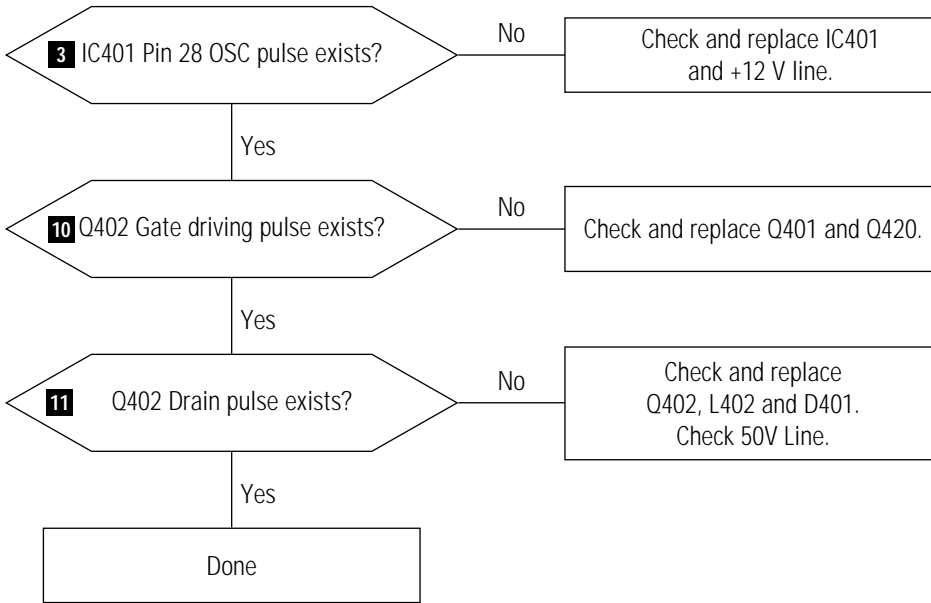 3 IC401 Pin 28 OSC pulse exists?
No
Check and replace IC401
and +12 V line.
Yes
10 Q402 Gate driving pulse exists?
No
Check and replace Q401 and Q420.
Yes
11 Q402 Drain pulse exists?
No
Check and replace
Q402, L402 and D401.
Check 50V Line.
Yes
Done